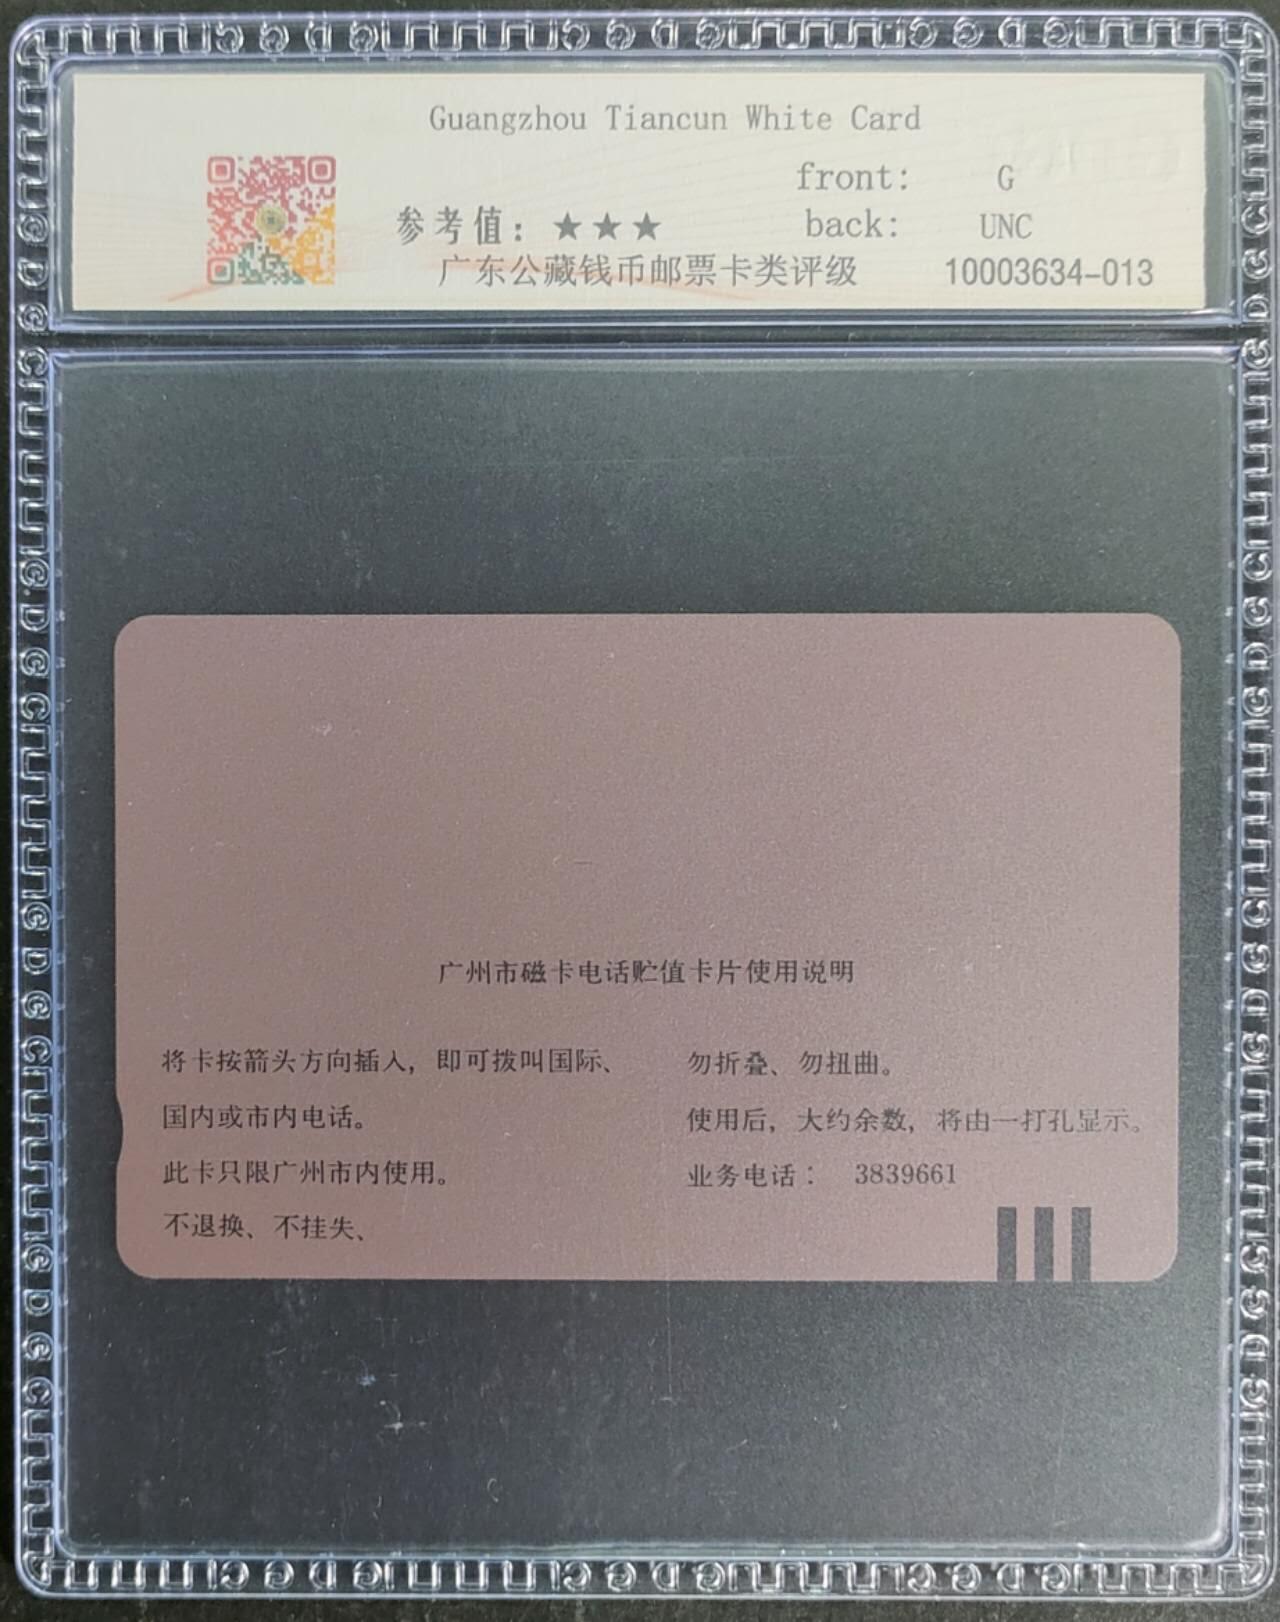 Guangzhou Tiancun White Card
front: G
参考值：★★★ back: UNC
广东公藏钱币邮票卡类评级 10003634-013
广州市磁卡电话贮值卡片使用说明
将卡按箭头方向插入，即可拨叫国际、
国内或市内电话。
此卡只限广州市内使用。
不退换、不挂失、
勿折叠、勿扭曲。
使用后，大约余数，将由一打孔显示。
业务电话： 3839661